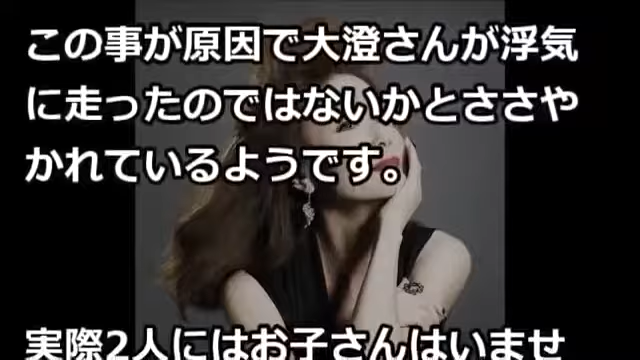 この事が原因で大澄さんが浮気
に走ったのではないかとささや
かれているようです。
実際2人にはお子さんはいませ